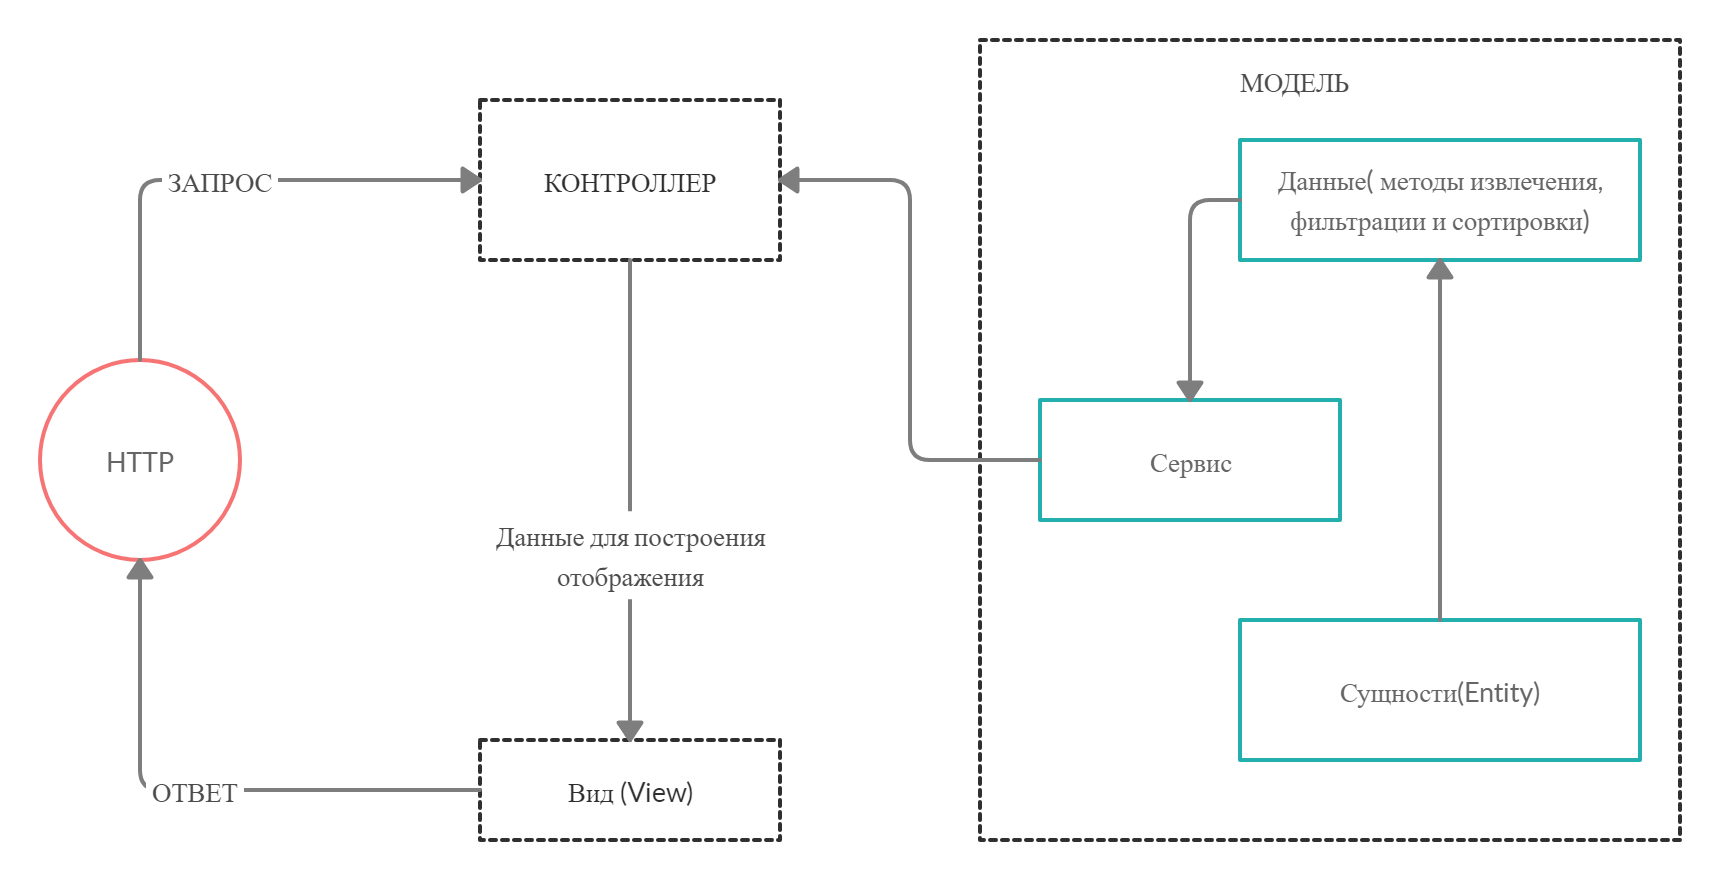 МОДЕЛЬ
ЗАПРОС
КОНТРОЛЛЕР
Данные( методы извлечения,
фильтрации и сортировки)
HTTP
Сервис
Данные для построения
отображения
Сущности(Entity)
ОТВЕТ
Вид (View)